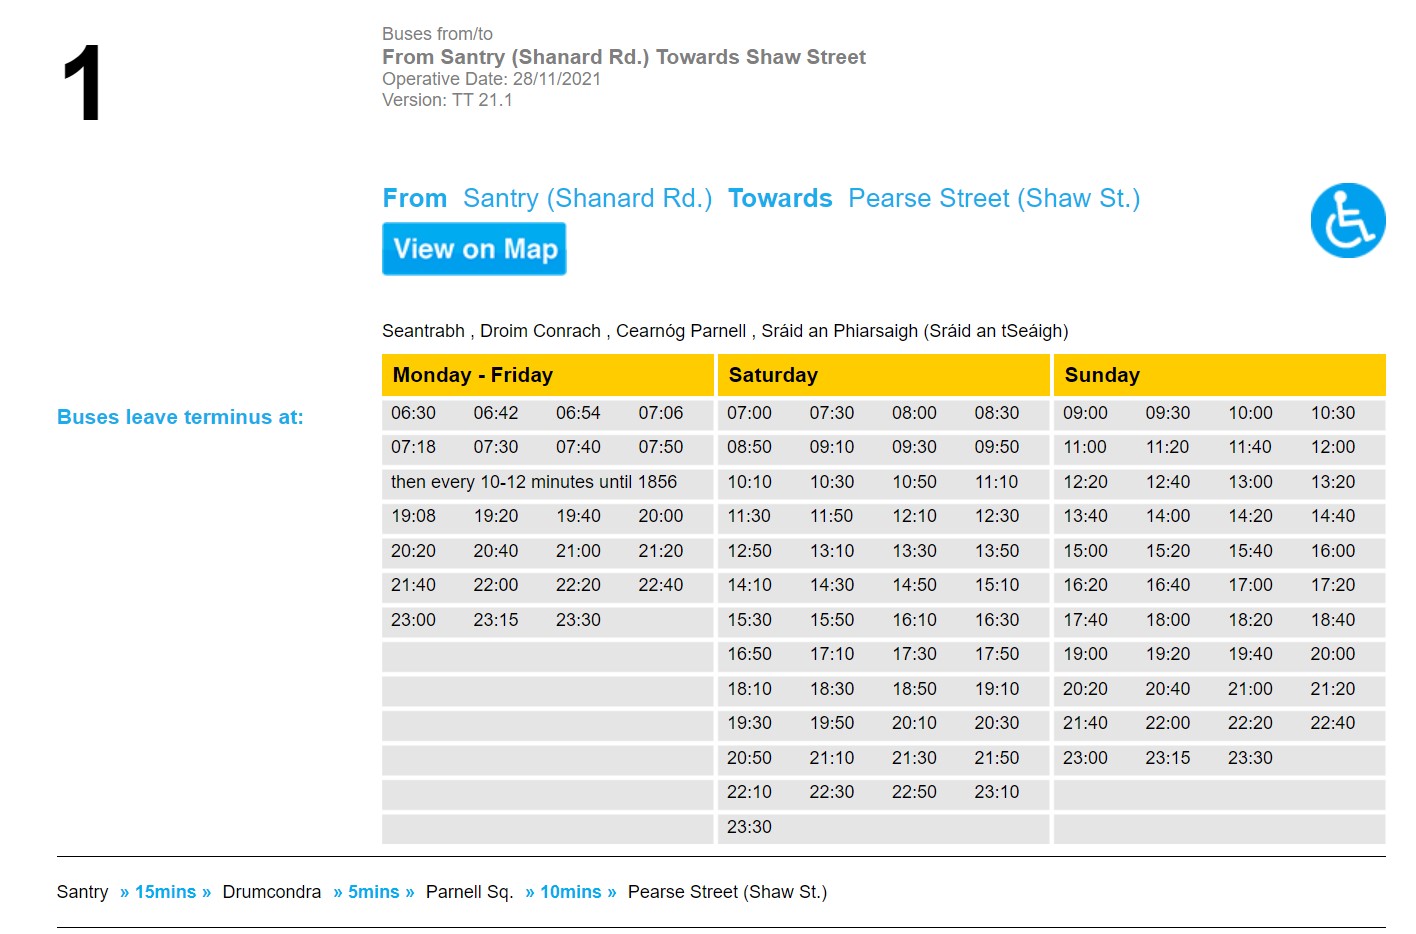 1
Buses from/to
From Santry (Shanard Rd.) Towards Shaw Street
Operative Date: 28/11/2021
Version: TT 21.1
From Santry (Shanard Rd.) Towards Pearse Street (Shaw St.)
View on Map
Seantrabh , Droim Conrach , Cearnóg Parnell , Sráid an Phiarsaigh (Sráid an tSeáigh)
Monday - Friday Saturday Sunday
Buses leave terminus at:
06:30 06:42 06:54 07:06 07:00 07:30 08:00 08:30 09:00 09:30 10:00 10:30
07:18 07:30 07:40 07:50 08:50 09:10 09:30 09:50 11:00 11:20 11:40 12:00
then every 10-12 minutes until 1856 10:10 10:30 10:50 11:10 12:20 12:40 13:00 13:20
19:08 19:20 19:40 20:00 11:30 11:50 12:10 12:30 13:40 14:00 14:20 14:40
20:20 20:40 21:00 21:20 12:50 13:10 13:30 13:50 15:00 15:20 15:40 16:00
21:40 22:00 22:20 22:40 14:10 14:30 14:50 15:10 16:20 16:40 17:00 17:20
23:00 23:15 23:30 15:30 15:50 16:10 16:30 17:40 18:00 18:20 18:40
16:50 17:10 17:30 17:50 19:00 19:20 19:40 20:00
18:10 18:30 18:50 19:10 20:20 20:40 21:00 21:20
19:30 19:50 20:10 20:30 21:40 22:00 22:20 22:40
20:50 21:10 21:30 21:50 23:00 23:15 23:30
22:10 22:30 22:50 23:10
23:30
Santry » 15mins » Drumcondra » 5mins » Parnell Sq. » 10mins » Pearse Street (Shaw St.)